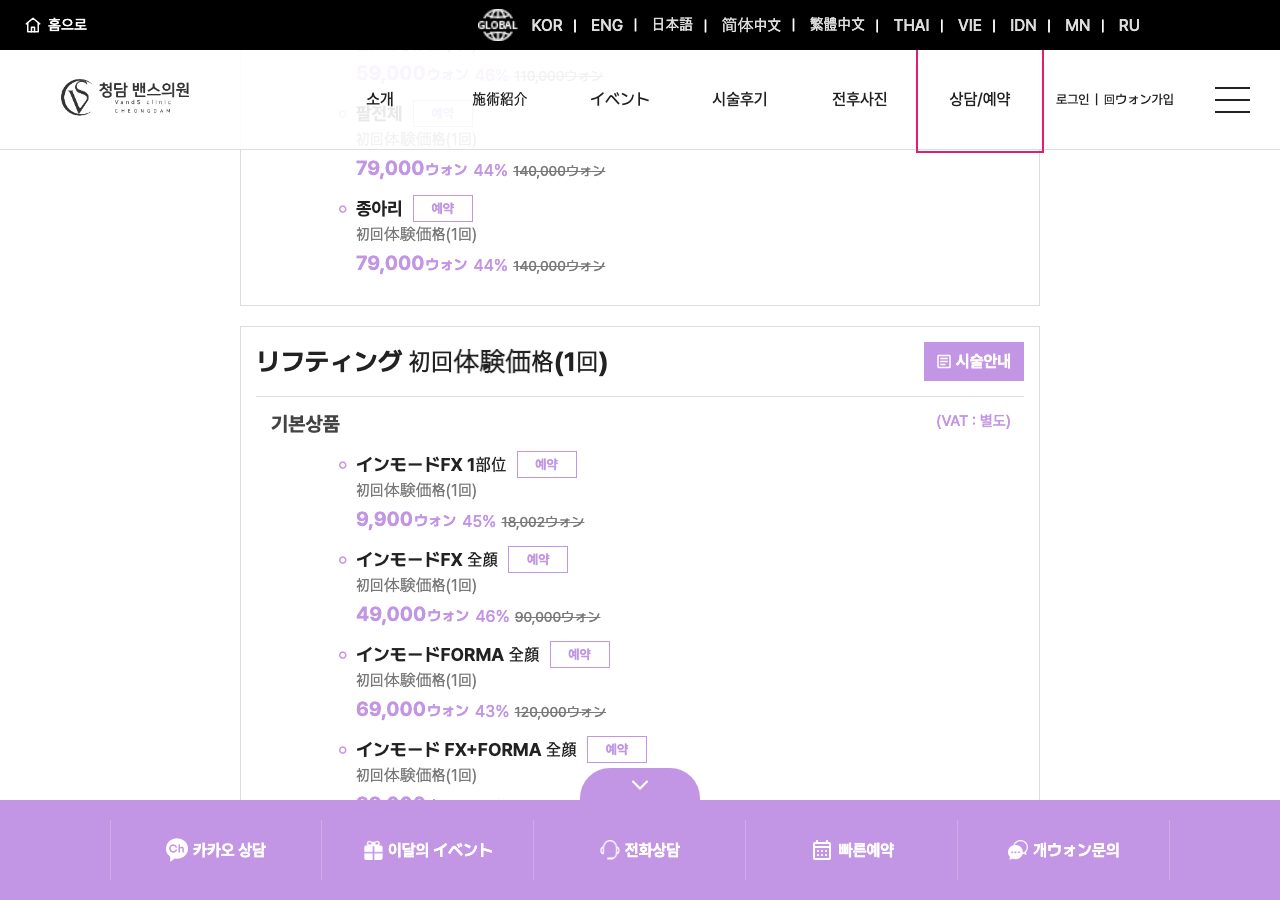 홈으로
GLOBAL KOR | ENG | 日本語 | 简体中文 | 繁體中文 | THAI | VIE | IDN | MN | RU
청담 밴스의원
VandS clinic
CHEONGDAM
소개 施術紹介 イベント 시술후기 전후사진 상담/예약 로그인 | 回ウォン가입
59,000ウォン 46% 110,000ウォン
팔전체 예약
初回体験価格(1回)
79,000ウォン 44% 140,000ウォン
종아리 예약
初回体験価格(1回)
79,000ウォン 44% 140,000ウォン
リフティング 初回体験価格(1回) 시술안내
기본상품 (VAT : 별도)
インモードFX 1部位 예약
初回体験価格(1回)
9,900ウォン 45% 18,002ウォン
インモードFX 全顔 예약
初回体験価格(1回)
49,000ウォン 46% 90,000ウォン
インモードFORMA 全顔 예약
初回体験価格(1回)
69,000ウォン 43% 120,000ウォン
インモード FX+FORMA 全顔 예약
初回体験価格(1回)
Ch 카카오 상담 이달의 イベント 전화상담 빠른예약 개ウォン문의